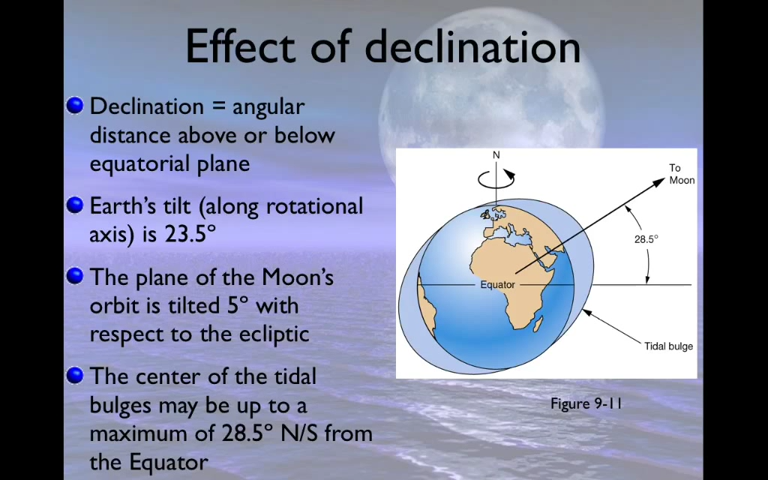 Effect of declination
Declination = angular
distance above or below
equatorial plane
Earth's tilt (along rotational
axis) is 23.5º
The plane of the Moon's
orbit is tilted 5º with
respect to the ecliptic
The center of the tidal
bulges may be up to a
maximum of 28.5º N/S from
the Equator
N
To
Moon
28.5°
Equator
Tidal bulge
Figure 9-11